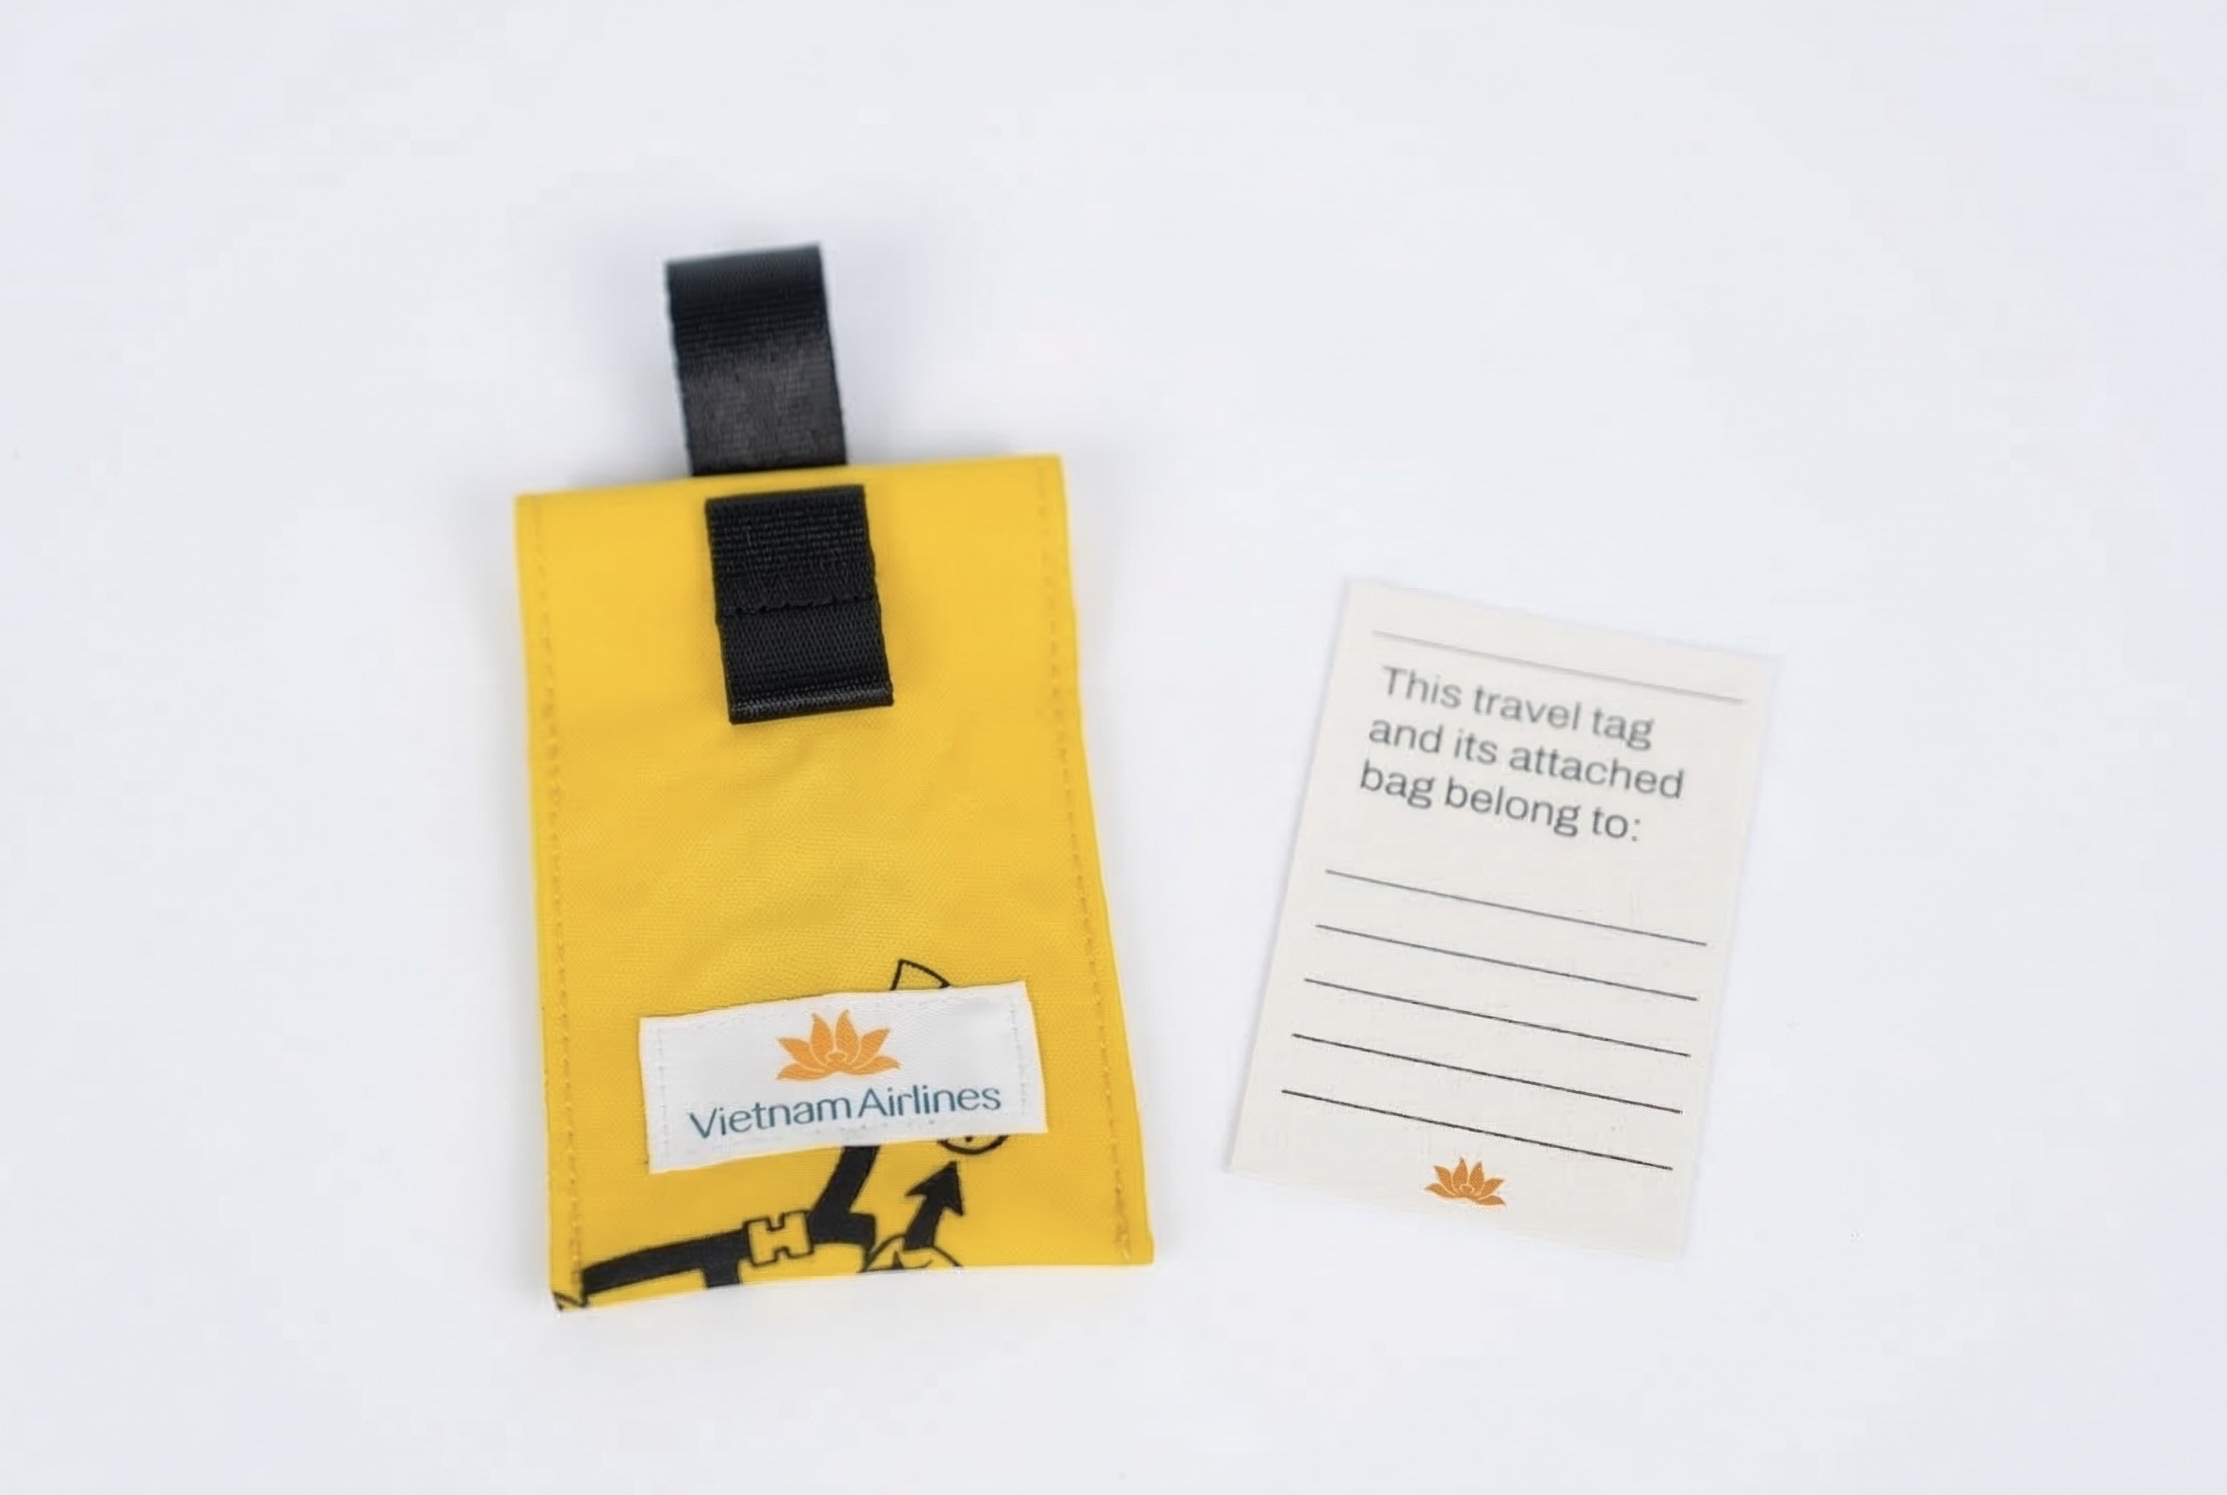 Vietnam Airlines
This travel tag
and its attached
bag belong to: